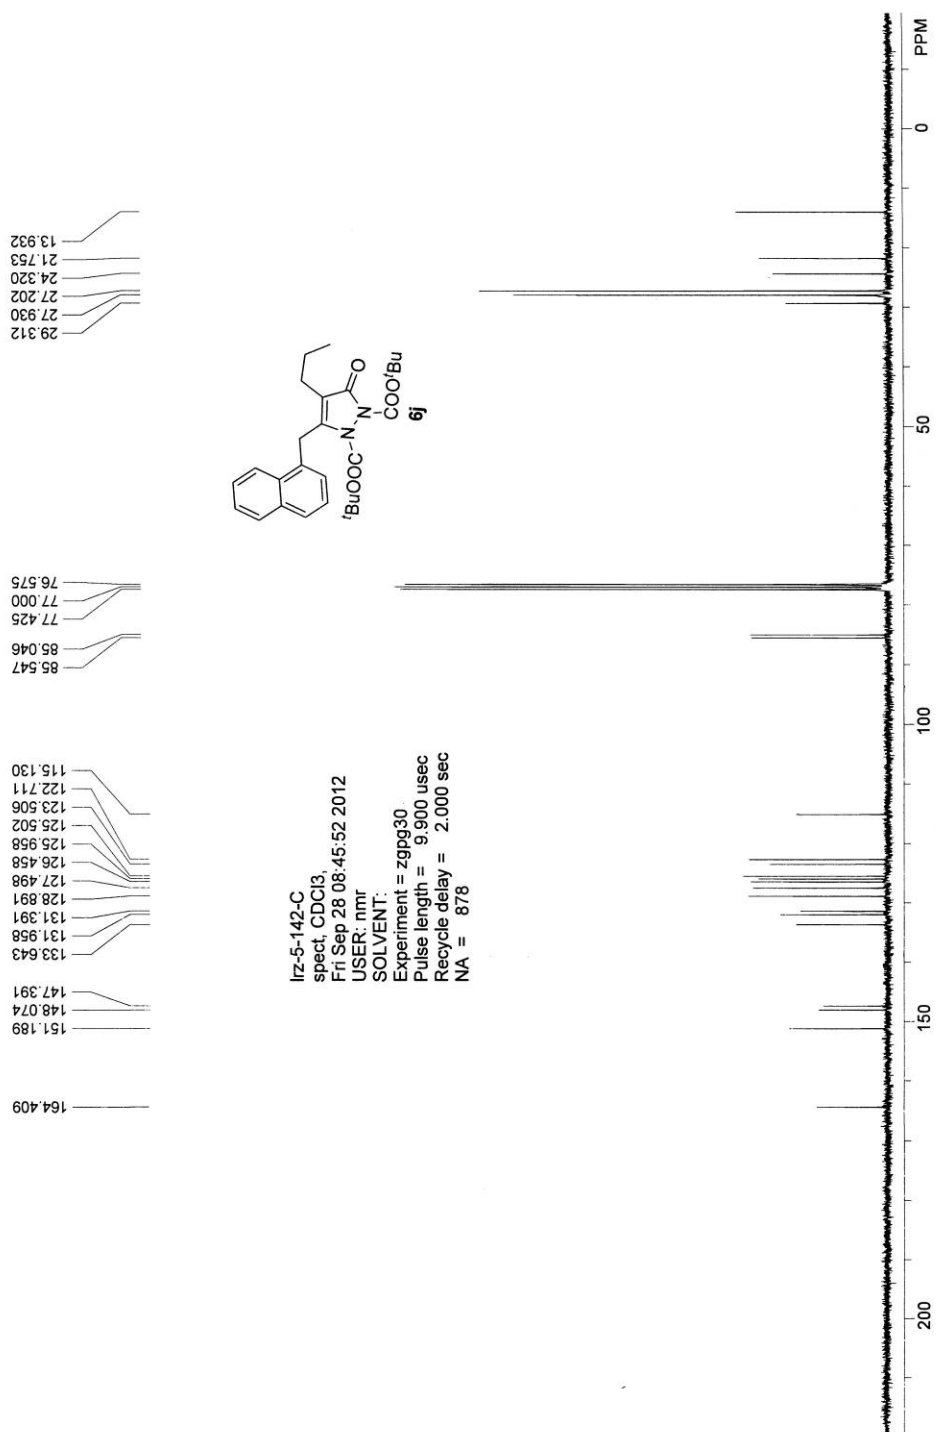 164.409
151.189
148.074
147.391
133.643
131.958
131.391
128.891
127.498
126.458
125.958
125.502
123.506
122.711
115.130
85.547
85.046
77.425
77.000
76.575
29.312
27.930
27.202
24.320
21.753
13.932
O
N
N
tBuOOC
COOtBu
6j
lrz-5-142-C
spect, CDCl3,
Fri Sep 28 08:45:52 2012
USER: nmr
SOLVENT:
Experiment = zgpg30
Pulse length = 9.900 usec
Recycle delay = 2.000 sec
NA = 878
200
150
100
50
0
PPM